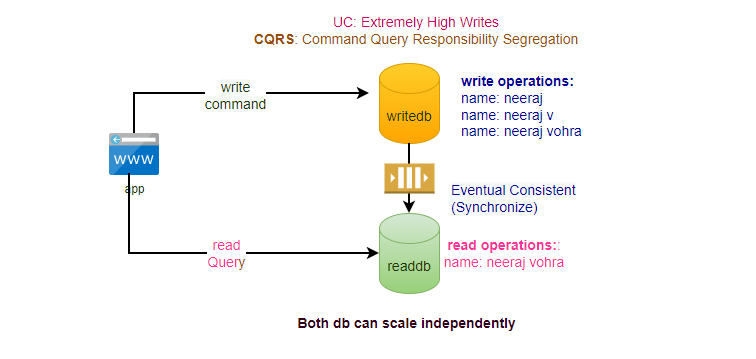 UC: Extremely High Writes
CQRS: Command Query Responsibility Segregation
write
command
writedb
write operations:
name: neeraj
name: neeraj v
name: neeraj vohra
WWW
app
Eventual Consistent
(Synchronize)
read
Query
readdb
read operations::
name: neeraj vohra
Both db can scale independently